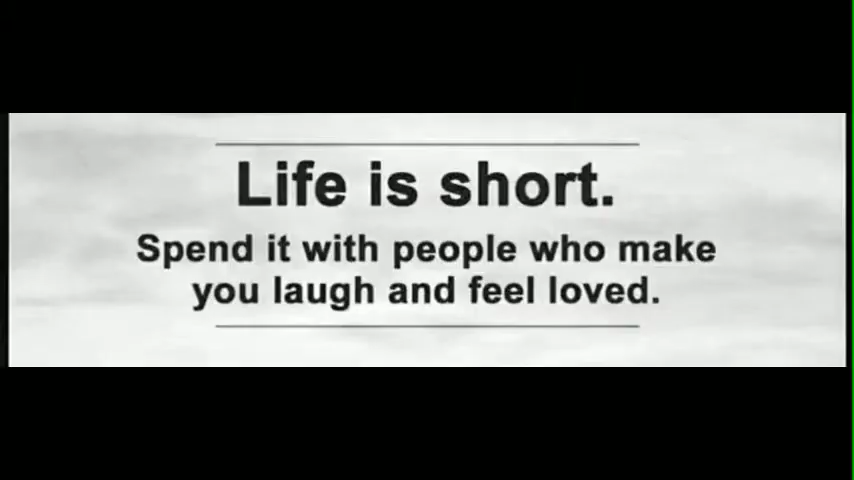 Life is short.
Spend it with people who make
you laugh and feel loved.